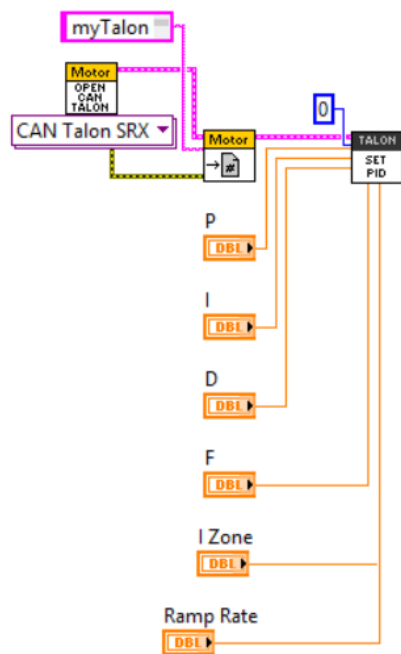 myTalon
Motor
OPEN
CAN
TALON
CAN Talon SRX
Motor
#
0
TALON
SET
PID
P
DBL
I
DBL
D
DBL
F
DBL
I Zone
DBL
Ramp Rate
DBL